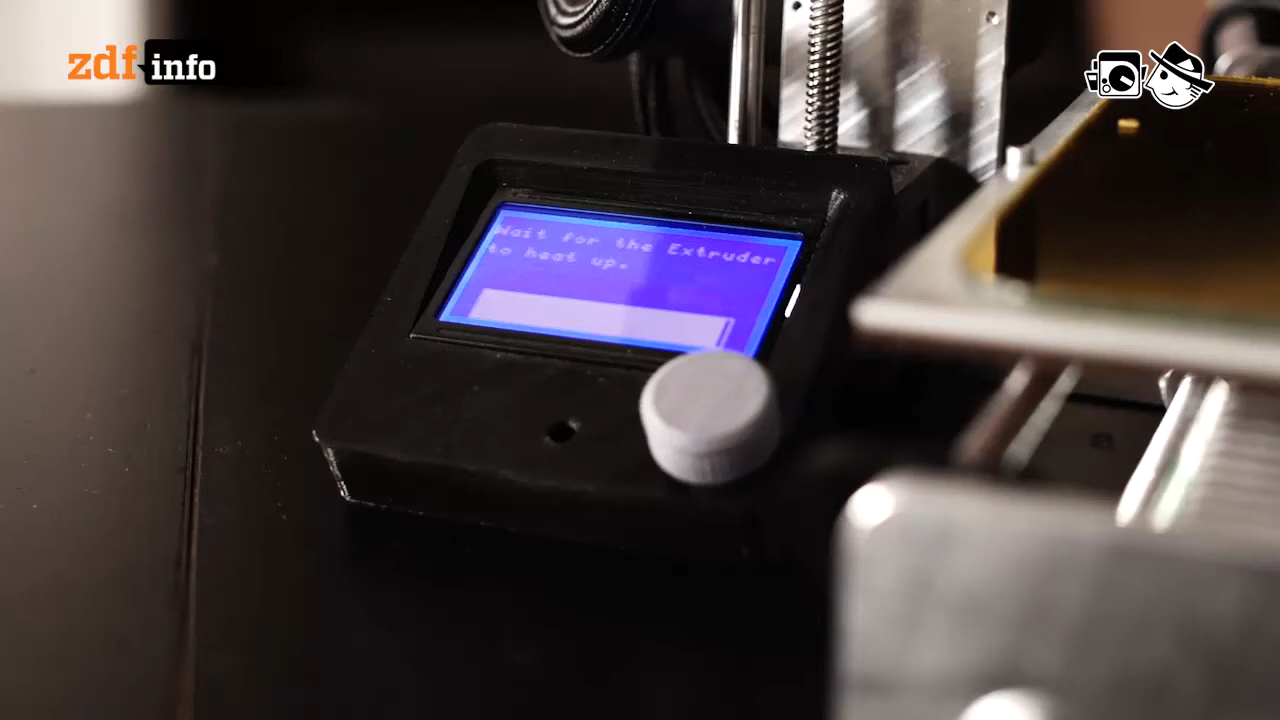 zdf info
Wait for the Extruder
to heat up.